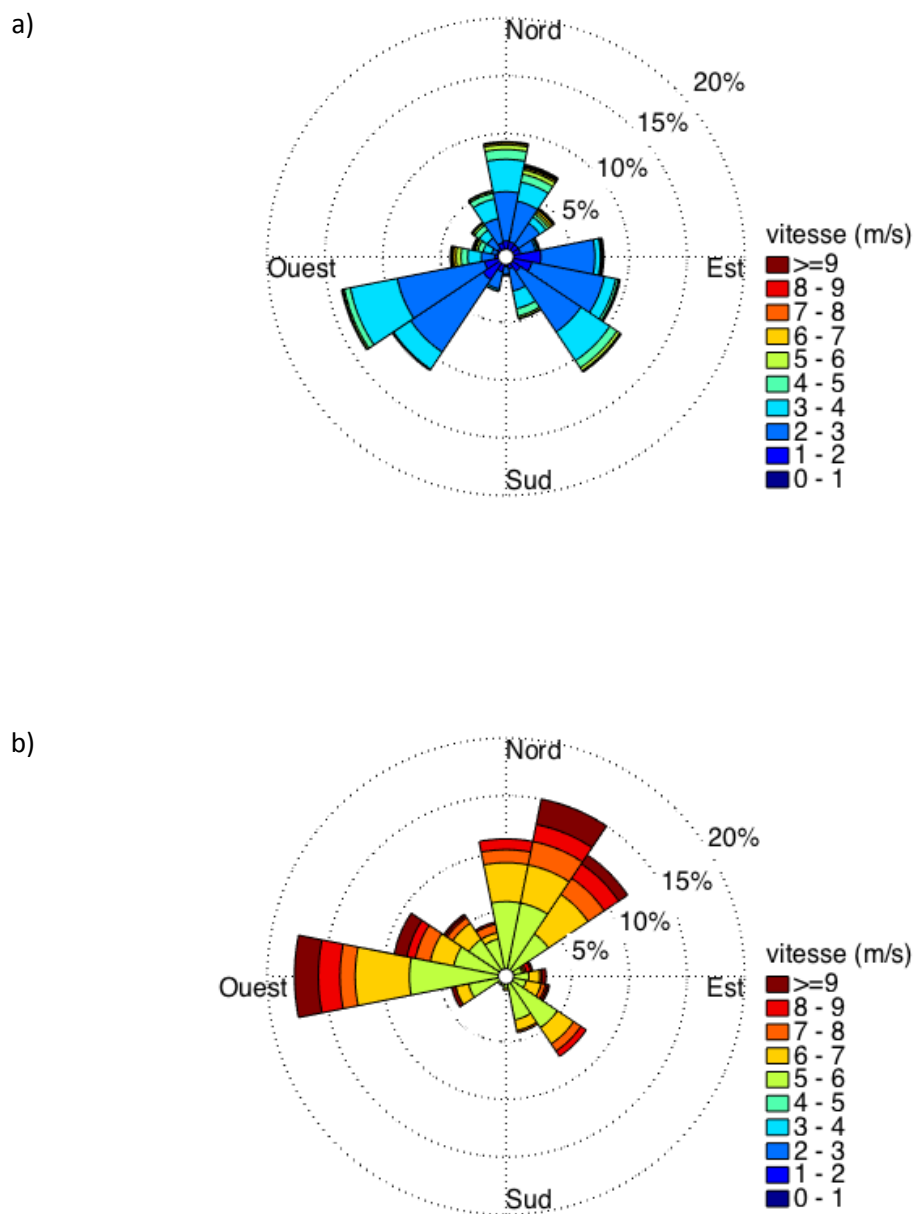 a)
Nord
20%
15%
10%
5%
Ouest
Est
Sud
vitesse (m/s)
>=9
8 - 9
7 - 8
6 - 7
5 - 6
4 - 5
3 - 4
2 - 3
1 - 2
0 - 1
b)
Nord
20%
15%
10%
5%
Ouest
Est
Sud
vitesse (m/s)
>=9
8 - 9
7 - 8
6 - 7
5 - 6
4 - 5
3 - 4
2 - 3
1 - 2
0 - 1